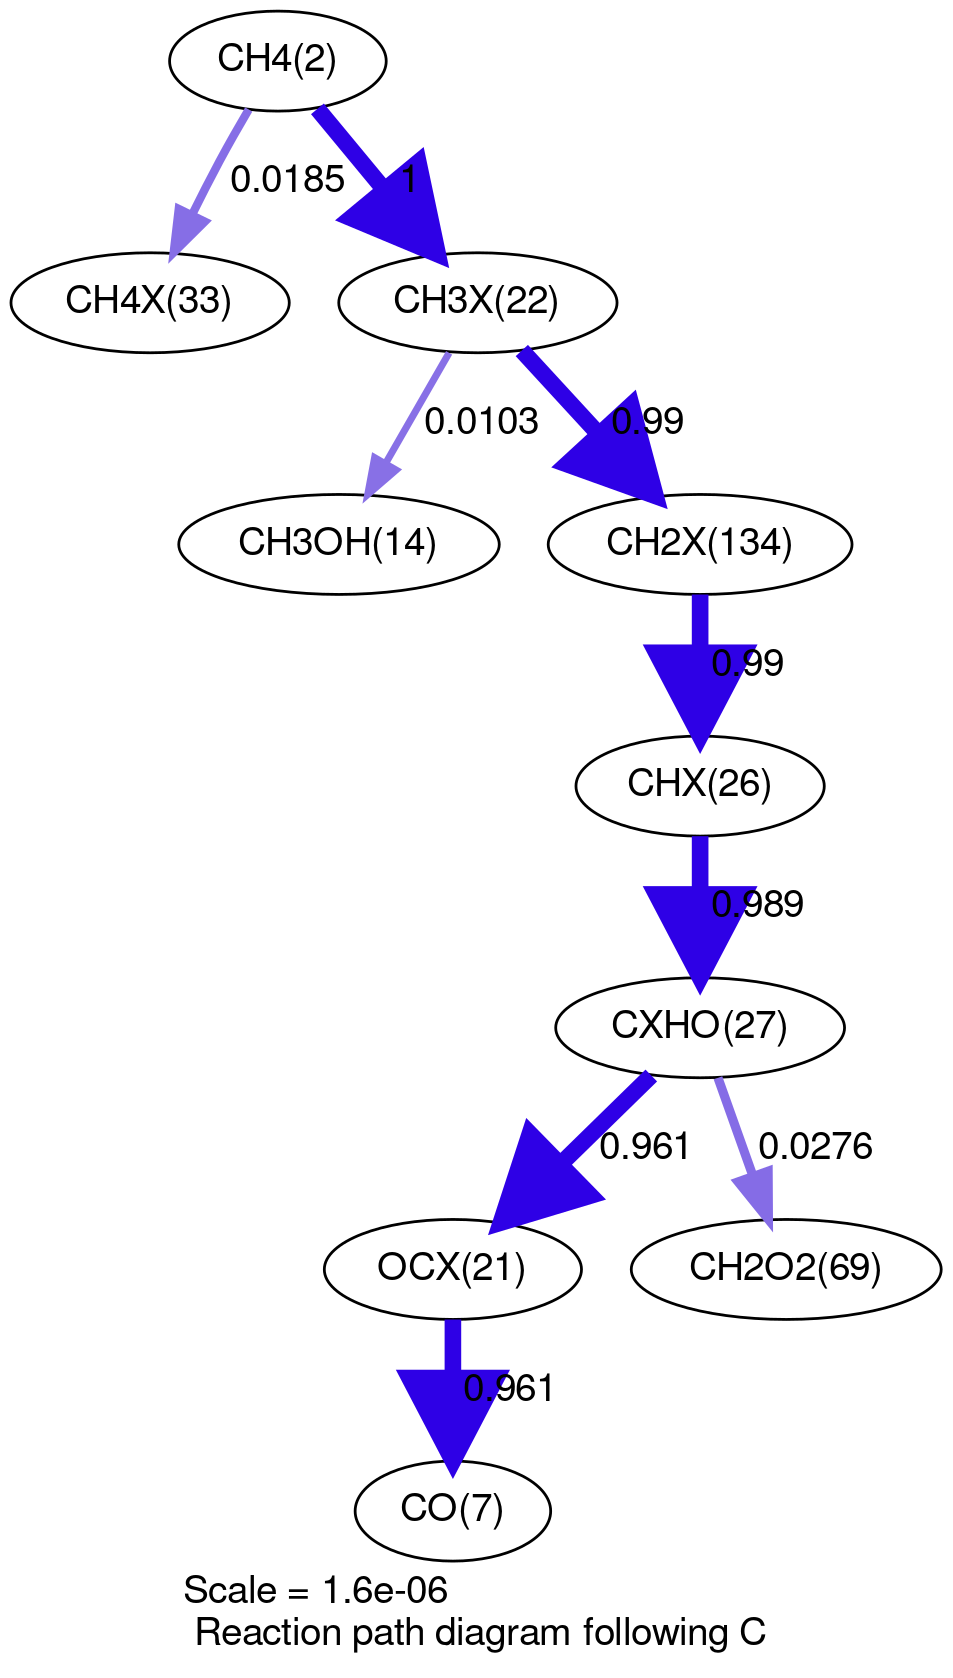 CH4(2)
0.0185
1
CH4X(33)
CH3X(22)
0.0103
0.99
CH3OH(14)
CH2X(134)
0.99
CHX(26)
0.989
CXHO(27)
0.961
0.0276
OCX(21)
CH2O2(69)
0.961
CO(7)
Scale = 1.6e-06
Reaction path diagram following C